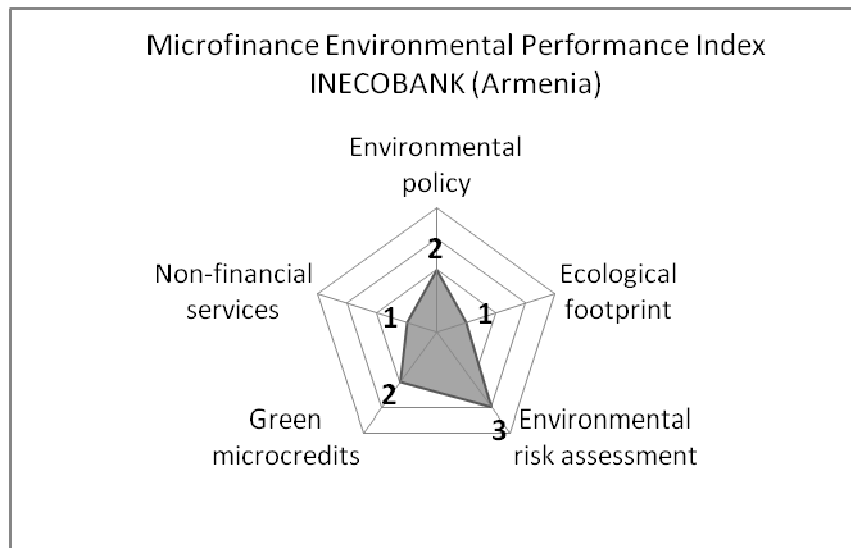 Microfinance Environmental Performance Index
INECOBANK (Armenia)
Environmental
policy
2
Non-financial
services
1
1
Ecological
footprint
2
Green
microcredits
3
Environmental
risk assessment